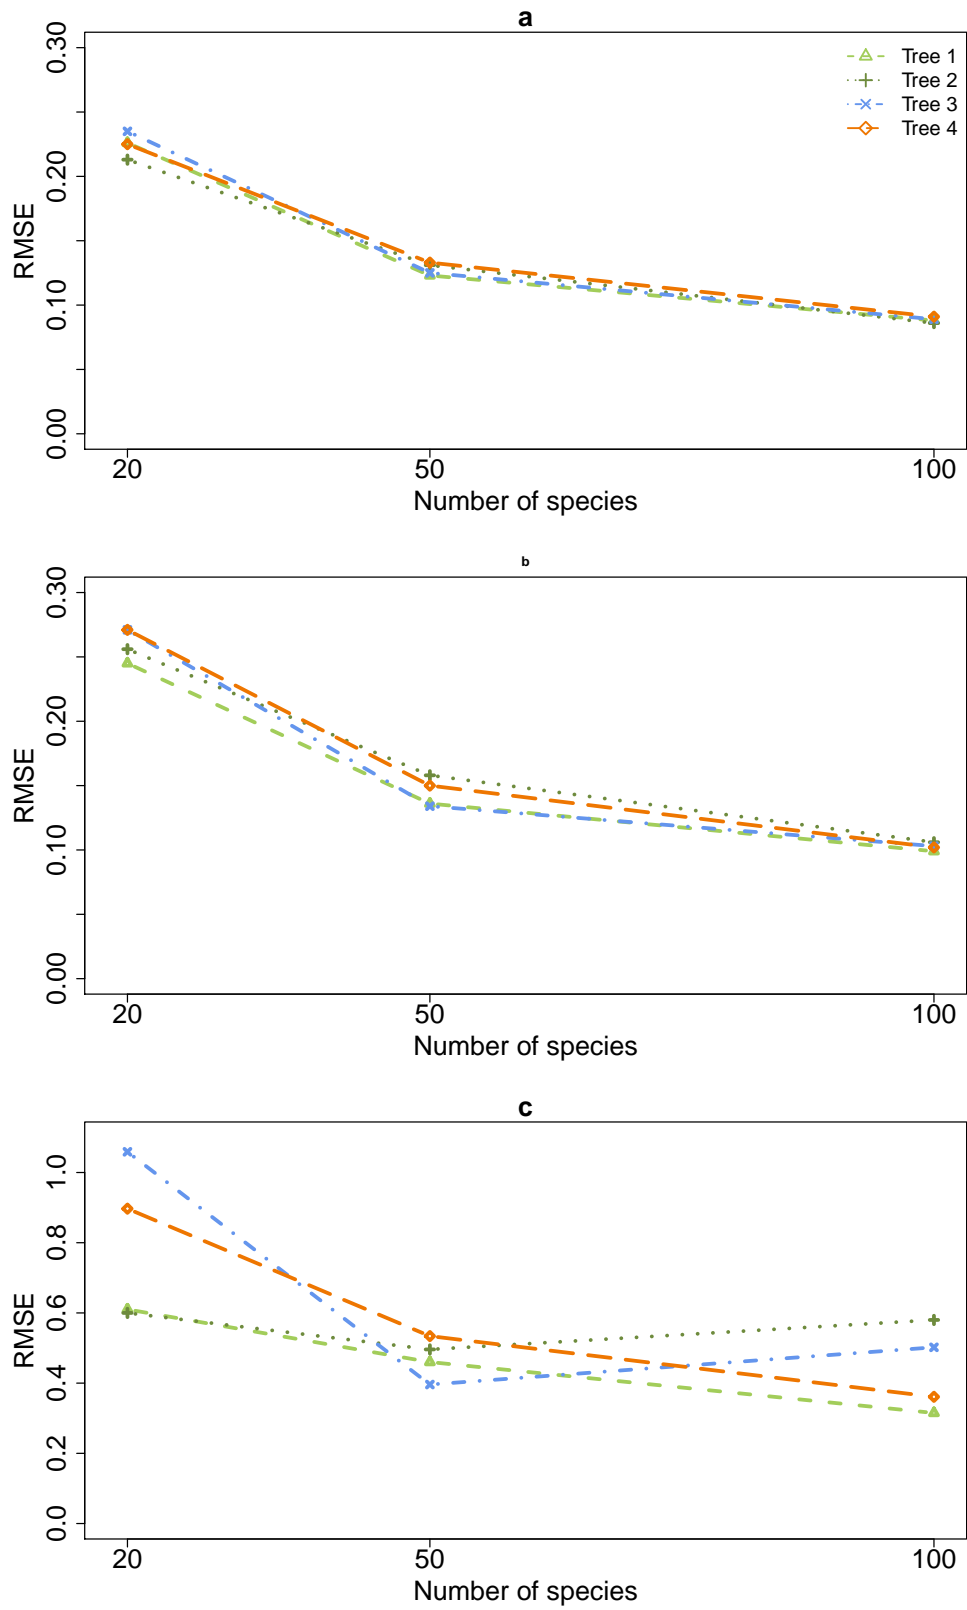 a
0.30
Tree 1
Tree 2
Tree 3
Tree 4
0.20
RMSE
0.10
0.00
20 50 100
Number of species
b
0.30
0.20
RMSE
0.10
0.00
20 50 100
Number of species
c
1.0
0.8
RMSE
0.6
0.4
0.2
0.0
20 50 100
Number of species